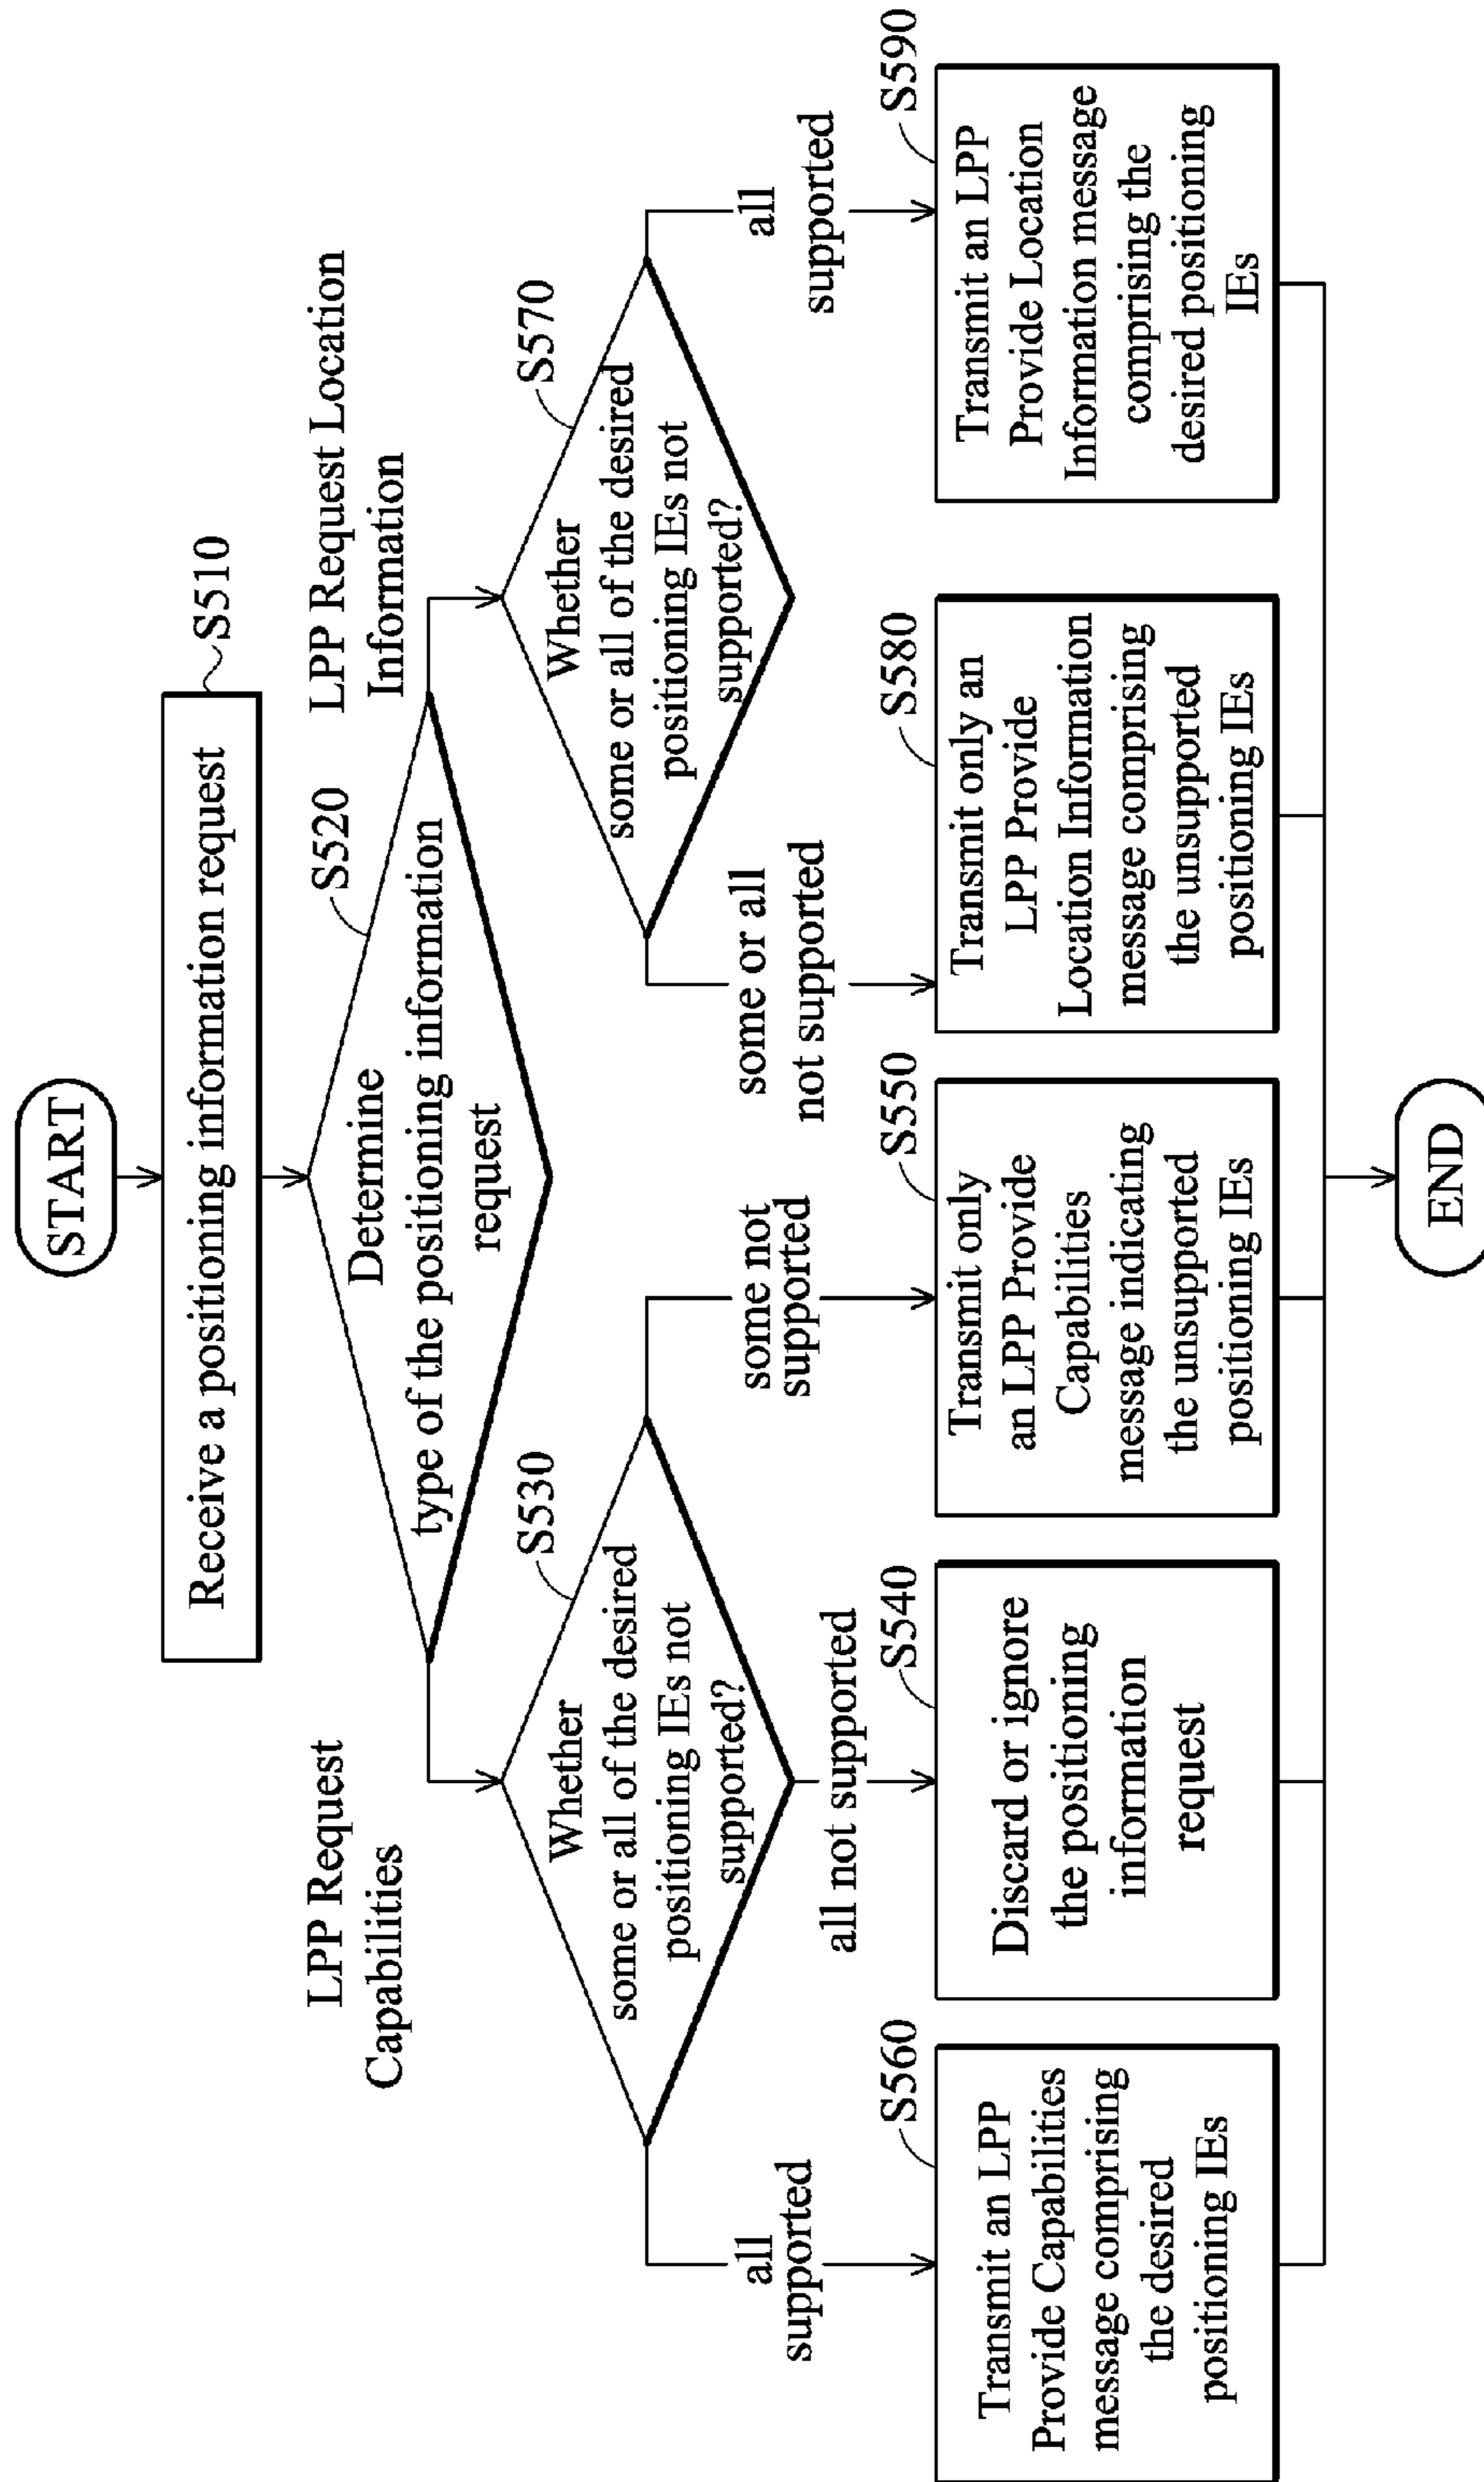 START
Receive a positioning information request
S510
Determine
type of the positioning information
request
S520
LPP Request
Capabilities
LPP Request Location
Information
Whether
some or all of the desired
positioning IEs not
supported?
S530
Whether
some or all of the desired
positioning IEs not
supported?
S570
all
supported
all not supported
some not
supported
some or all
not supported
all
supported
S560
Transmit an LPP
Provide Capabilities
message comprising
the desired
positioning IEs
S540
Discard or ignore
the positioning
information
request
S550
Transmit only
an LPP Provide
Capabilities
message indicating
the unsupported
positioning IEs
S580
Transmit only an
LPP Provide
Location Information
message comprising
the unsupported
positioning IEs
S590
Transmit an LPP
Provide Location
Information message
comprising the
desired positioning
IEs
END